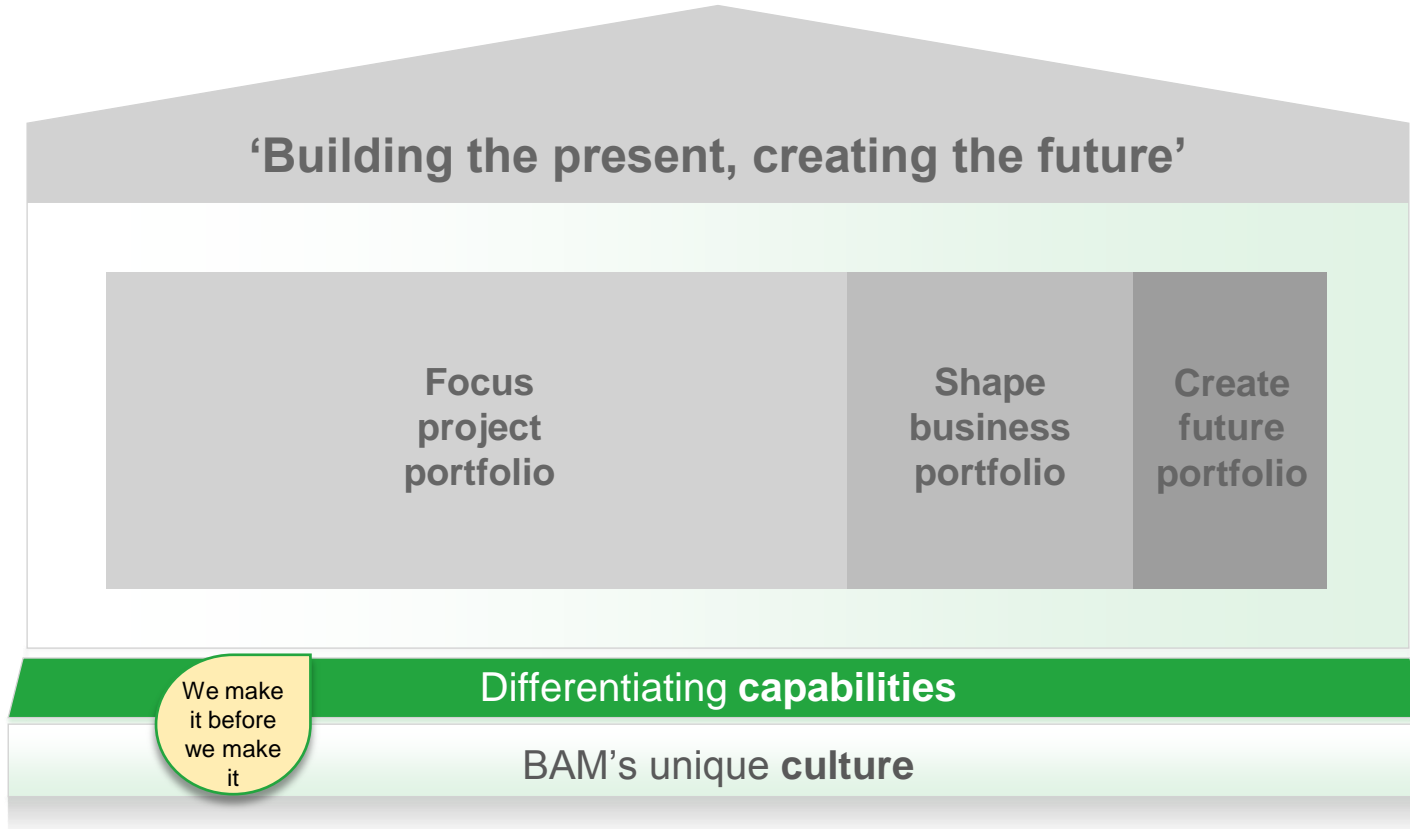 ‘Building the present, creating the future’
Focus
project
portfolio
Shape
business
portfolio
Create
future
portfolio
Differentiating capabilities
We make
it before
we make
it
BAM’s unique culture